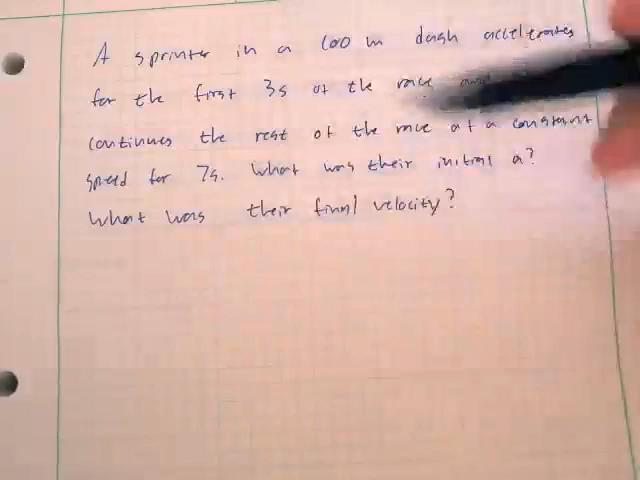 A sprinter in a 100 m dash accelerates
for the first 3s of the race and
continues the rest of the race at a constant
speed for 7s. What was their initial a?
What was their final velocity?